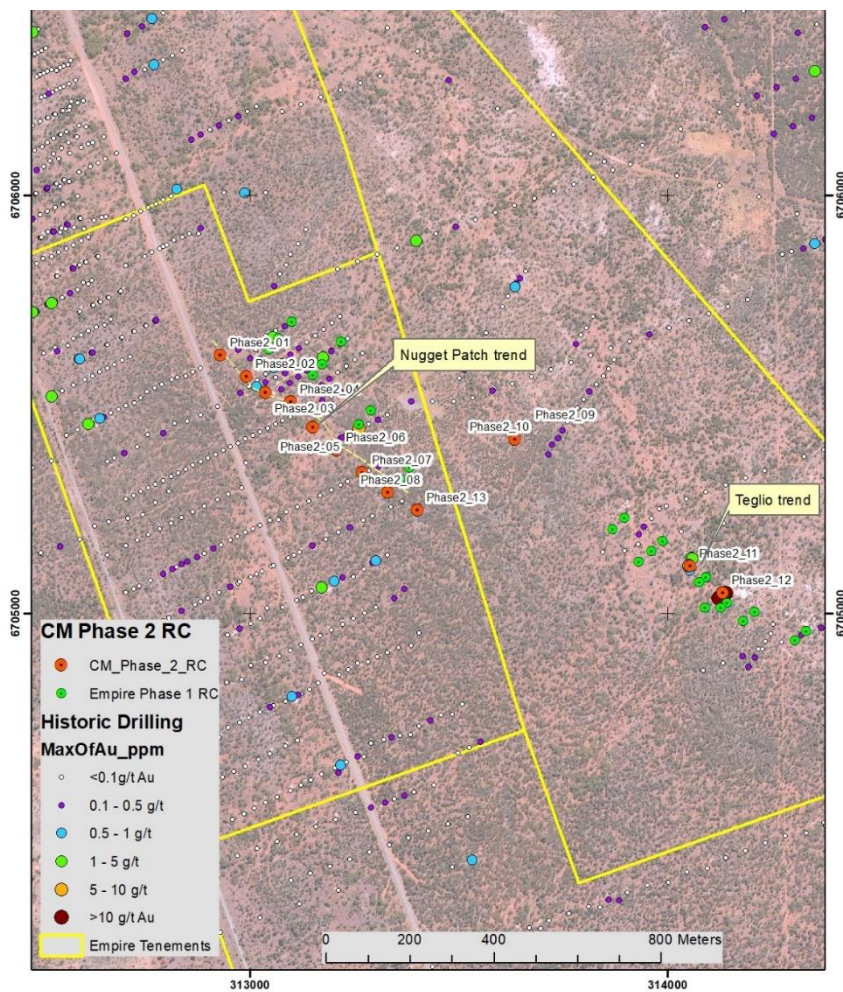 6706000
6706000
Phase2_01
Phase2_02
Nugget Patch trend
Phase2_04
Phase2_03
Phase2_09
Phase2_10
Phase2_06
Phase2_05
Phase2_07
Phase2_08
Phase2_13
Teglio trend
Phase2_11
Phase2_12
6705000
6705000
CM Phase 2 RC
CM_Phase_2_RC
Empire Phase 1 RC
Historic Drilling
MaxOfAu_ppm
<0.1g/t Au
0.1 - 0.5 g/t
0.5 - 1 g/t
1 - 5 g/t
5 - 10 g/t
>10 g/t Au
Empire Tenements
0 200 400 800 Meters
313000
314000